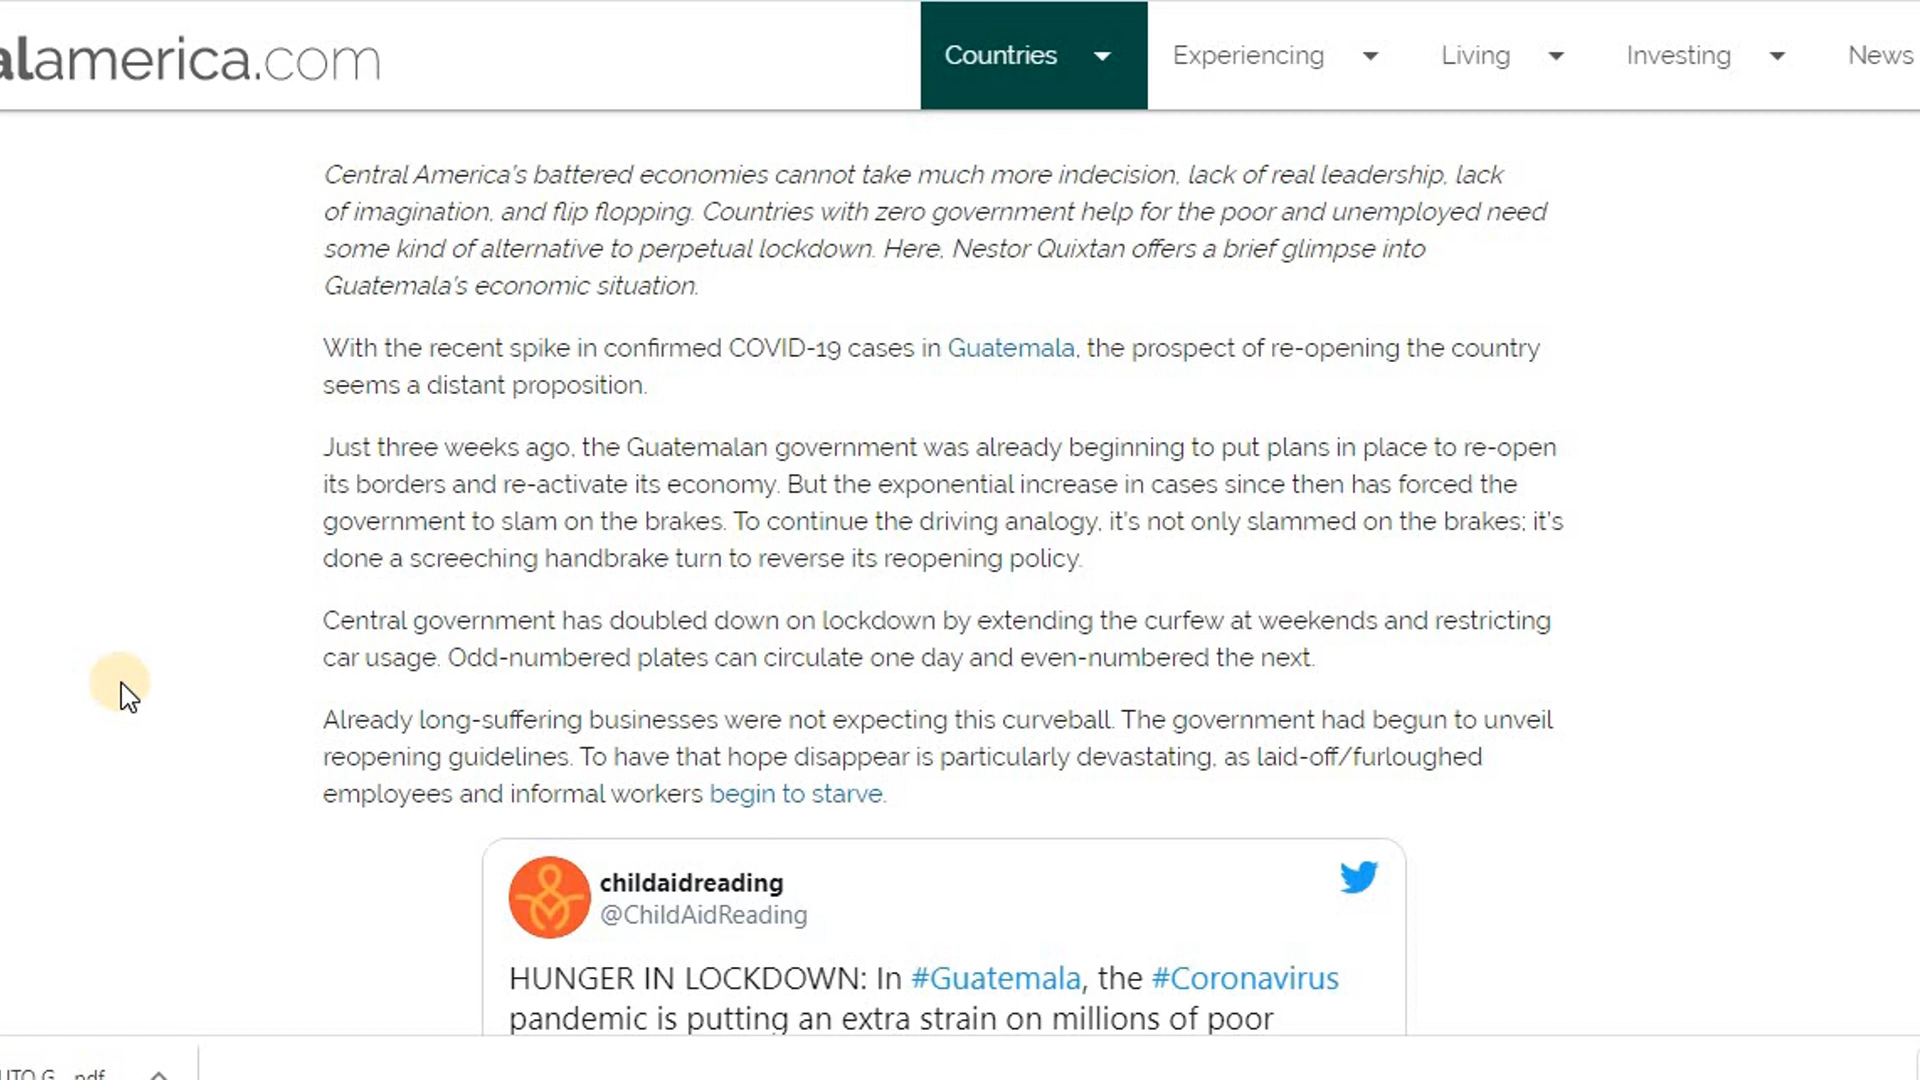 alamerica.com
Countries Experiencing Living Investing News
Central America's battered economies cannot take much more indecision, lack of real leadership, lack
of imagination, and flip flopping. Countries with zero government help for the poor and unemployed need
some kind of alternative to perpetual lockdown. Here, Nestor Quixtan offers a brief glimpse into
Guatemala's economic situation.
With the recent spike in confirmed COVID-19 cases in Guatemala, the prospect of re-opening the country
seems a distant proposition.
Just three weeks ago, the Guatemalan government was already beginning to put plans in place to re-open
its borders and re-activate its economy. But the exponential increase in cases since then has forced the
government to slam on the brakes. To continue the driving analogy, it's not only slammed on the brakes; it's
done a screeching handbrake turn to reverse its reopening policy.
Central government has doubled down on lockdown by extending the curfew at weekends and restricting
car usage. Odd-numbered plates can circulate one day and even-numbered the next.
Already long-suffering businesses were not expecting this curveball. The government had begun to unveil
reopening guidelines. To have that hope disappear is particularly devastating, as laid-off/furloughed
employees and informal workers begin to starve.
childaidreading
@ChildAidReading
HUNGER IN LOCKDOWN: In #Guatemala, the #Coronavirus
pandemic is putting an extra strain on millions of poor
UTO G....pdf